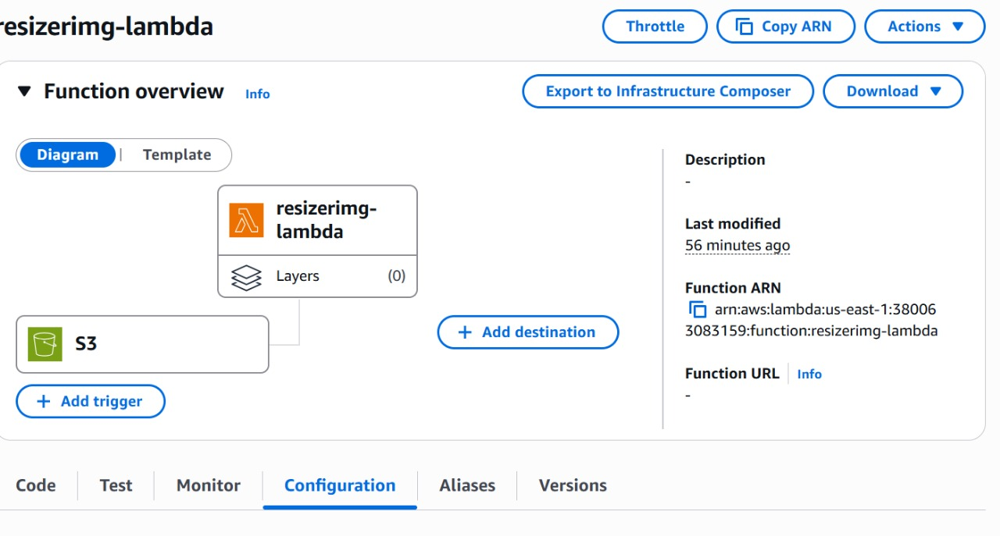 resizerimg-lambda
Throttle
Copy ARN
Actions
Function overview
Info
Export to Infrastructure Composer
Download
Diagram | Template
resizerimg-
lambda
Layers (0)
S3
Add trigger
Add destination
Description
-
Last modified
56 minutes ago
Function ARN
arn:aws:lambda:us-east-1:38006
3083159:function:resizerimg-lambda
Function URL Info
-
Code Test Monitor Configuration Aliases Versions